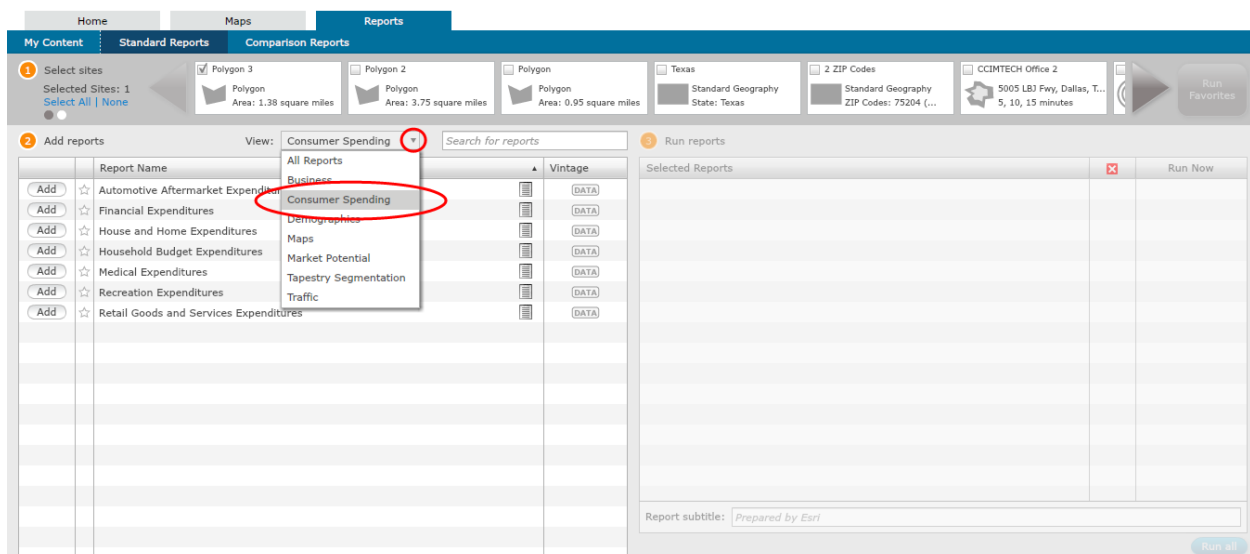 Home Maps Reports
My Content Standard Reports Comparison Reports
1 Select sites
Selected Sites: 1
Select All | None
Polygon 3
Polygon
Area: 1.38 square miles
Polygon 2
Polygon
Area: 3.75 square miles
Polygon
Polygon
Area: 0.95 square miles
Texas
Standard Geography
State: Texas
2 ZIP Codes
Standard Geography
ZIP Codes: 75204 (...
CCIMTECH Office 2
5005 LBJ Fwy, Dallas, T...
5, 10, 15 minutes
Run
Favorites
2 Add reports View: Consumer Spending Search for reports
All Reports
Business
Consumer Spending
Demographics
Maps
Market Potential
Tapestry Segmentation
Traffic
Report Name Vintage
Add Automotive Aftermarket Expenditur DATA
Add Financial Expenditures DATA
Add House and Home Expenditures DATA
Add Household Budget Expenditures DATA
Add Medical Expenditures DATA
Add Recreation Expenditures DATA
Add Retail Goods and Services Expenditures DATA
3 Run reports
Selected Reports Run Now
Report subtitle: Prepared by Esri
Run all